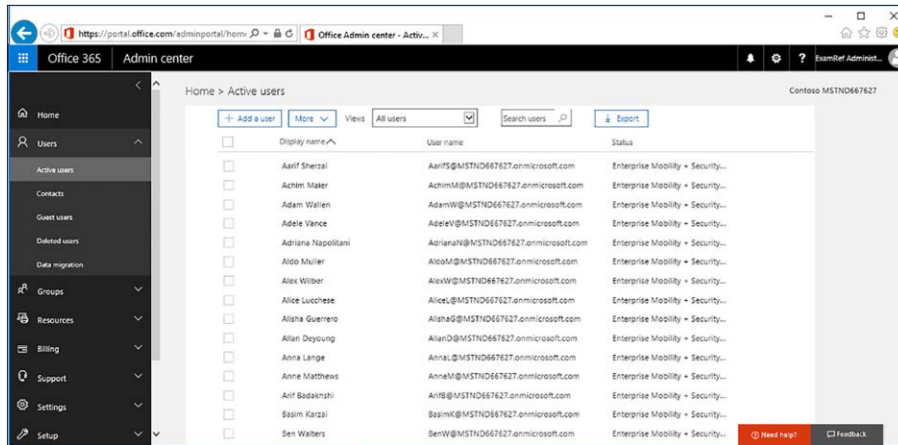 https://portal.office.com/adminportal/hom
Office Admin center - Activ...
Office 365 Admin center
? ExamRef Administ...
Home > Active users
Contoso MSTND667627
Home
Users
Active users
Contacts
Guest users
Deleted users
Data migration
Groups
Resources
Billing
Support
Settings
Setup
+ Add a user More Views All users Search users Export
Display name User name Status
Aarif Sherzai AarifS@MSTND667627.onmicrosoft.com Enterprise Mobility + Security...
Achim Maier AchimM@MSTND667627.onmicrosoft.com Enterprise Mobility + Security...
Adam Wallen AdamW@MSTND667627.onmicrosoft.com Enterprise Mobility + Security...
Adele Vance AdeleV@MSTND667627.onmicrosoft.com Enterprise Mobility + Security...
Adriana Napolitani AdrianaN@MSTND667627.onmicrosoft.com Enterprise Mobility + Security...
Aldo Muller AldoM@MSTND667627.onmicrosoft.com Enterprise Mobility + Security...
Alex Wilber AlexW@MSTND667627.onmicrosoft.com Enterprise Mobility + Security...
Alice Lucchese AliceL@MSTND667627.onmicrosoft.com Enterprise Mobility + Security...
Alisha Guerrero AlishaG@MSTND667627.onmicrosoft.com Enterprise Mobility + Security...
Allan Deyoung AllanD@MSTND667627.onmicrosoft.com Enterprise Mobility + Security...
Anna Lange AnnaL@MSTND667627.onmicrosoft.com Enterprise Mobility + Security...
Anne Matthews AnneM@MSTND667627.onmicrosoft.com Enterprise Mobility + Security...
Arif Badakhshi ArifB@MSTND667627.onmicrosoft.com Enterprise Mobility + Security...
Basim Karzai BasimK@MSTND667627.onmicrosoft.com Enterprise Mobility + Security...
Ben Walters BenW@MSTND667627.onmicrosoft.com Enterprise Mobility + Security...
Need help? Feedback